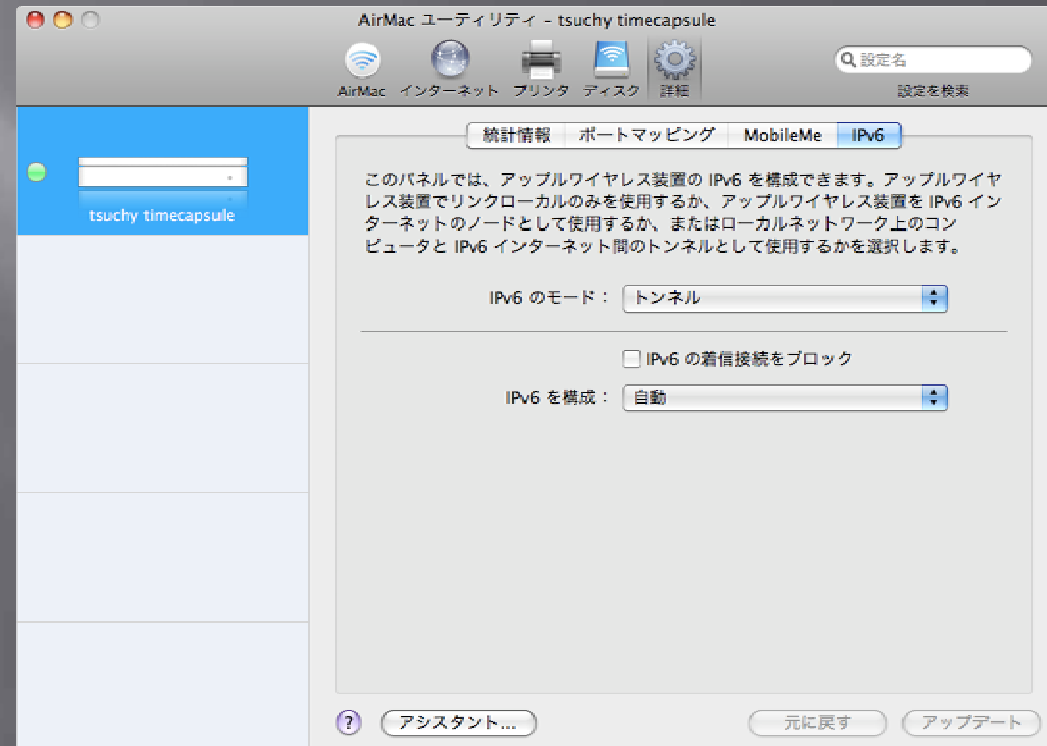 AirMac ユーティリティ – tsuchy timecapsule
AirMac インターネット プリンタ ディスク 詳細
設定名
設定を検索
tsuchy timecapsule
統計情報 ポートマッピング MobileMe IPv6
このパネルでは、アップルワイヤレス装置の IPv6 を構成できます。アップルワイヤ
レス装置でリンクローカルのみを使用するか、アップルワイヤレス装置を IPv6 イン
ターネットのノードとして使用するか、またはローカルネットワーク上のコン
ピュータと IPv6 インターネット間のトンネルとして使用するかを選択します。
IPv6 のモード： トンネル
IPv6 の着信接続をブロック
IPv6 を構成： 自動
? アシスタント... 元に戻す アップデート